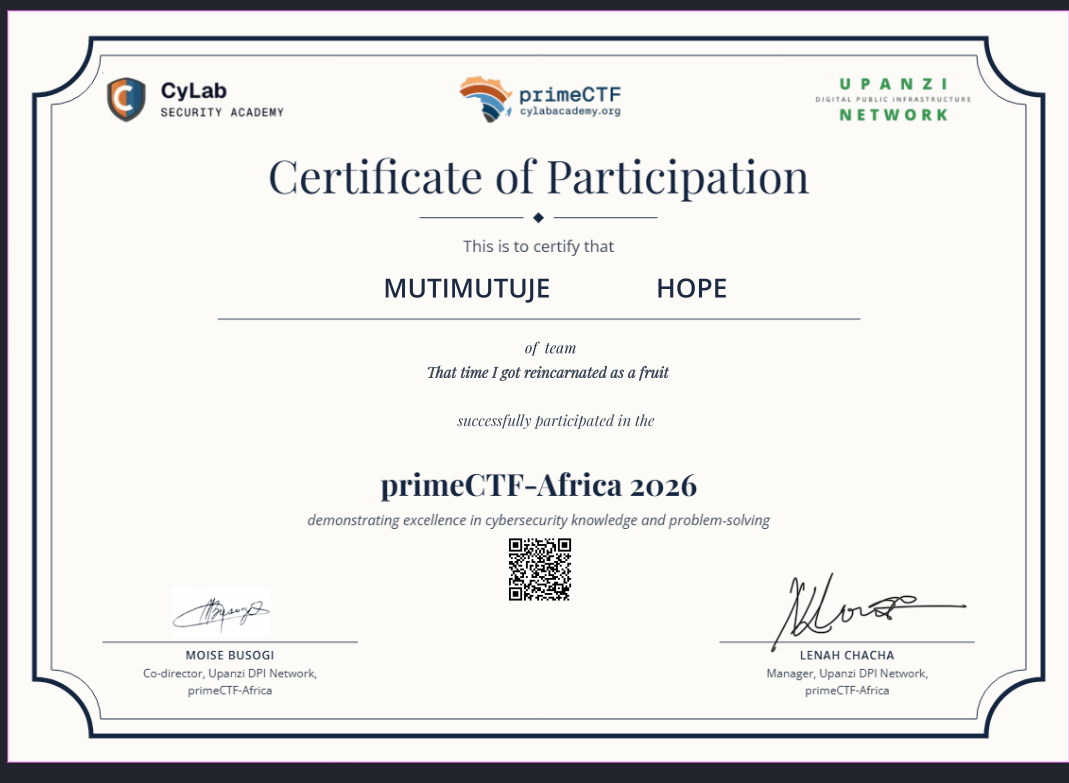 CyLab
SECURITY ACADEMY
primeCTF
cylabacademy.org
UPANZI
DIGITAL PUBLIC INFRASTRUCTURE
NETWORK
Certificate of Participation
This is to certify that
MUTIMUTUJE HOPE
of team
That time I got reincarnated as a fruit
successfully participated in the
primeCTF-Africa 2026
demonstrating excellence in cybersecurity knowledge and problem-solving
MOISE BUSOGI
Co-director, Upanzi DPI Network,
primeCTF-Africa
LENAH CHACHA
Manager, Upanzi DPI Network,
primeCTF-Africa